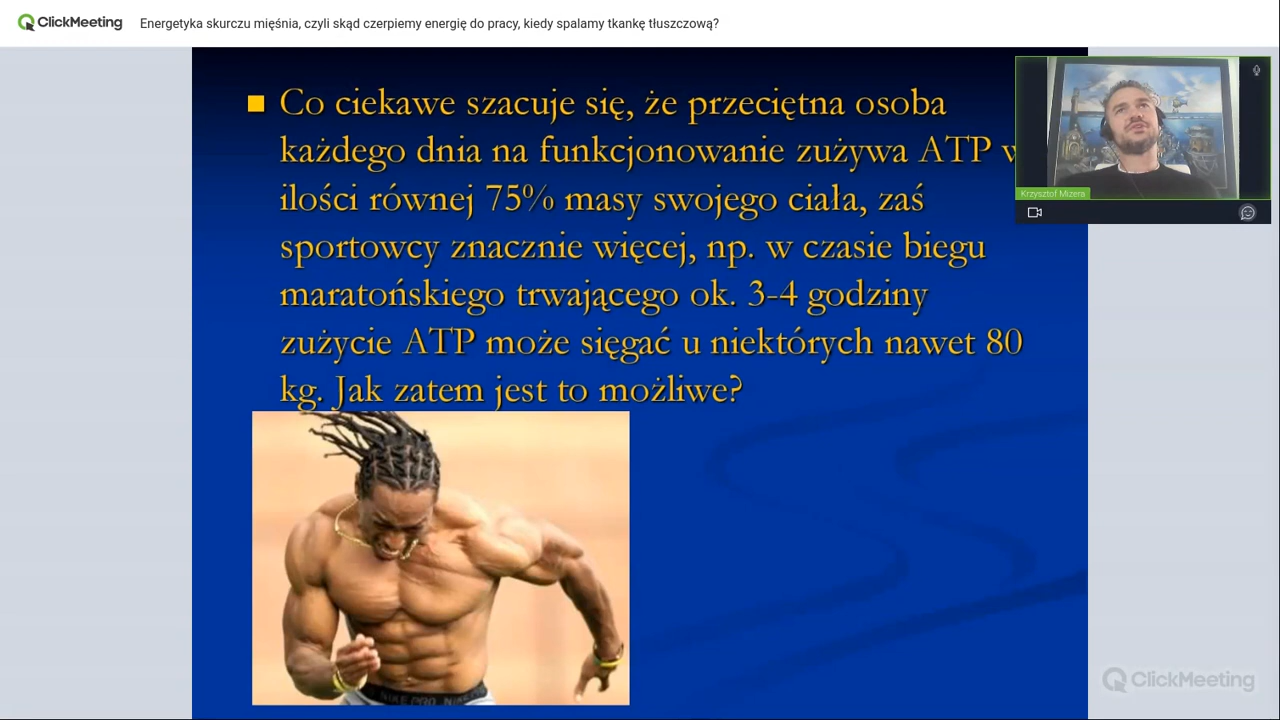 ClickMeeting
Energetyka skurczu mięśnia, czyli skąd czerpiemy energię do pracy, kiedy spalamy tkankę tłuszczową?
Co ciekawe szacuje się, że przeciętna osoba
każdego dnia na funkcjonowanie zużywa ATP w
ilości równej 75% masy swojego ciała, zaś
sportowcy znacznie więcej, np. w czasie biegu
maratońskiego trwającego ok. 3-4 godziny
zużycie ATP może sięgać u niektórych nawet 80
kg. Jak zatem jest to możliwe?
Krzysztof Mizera
NIKE PRO NIKE
ClickMeeting